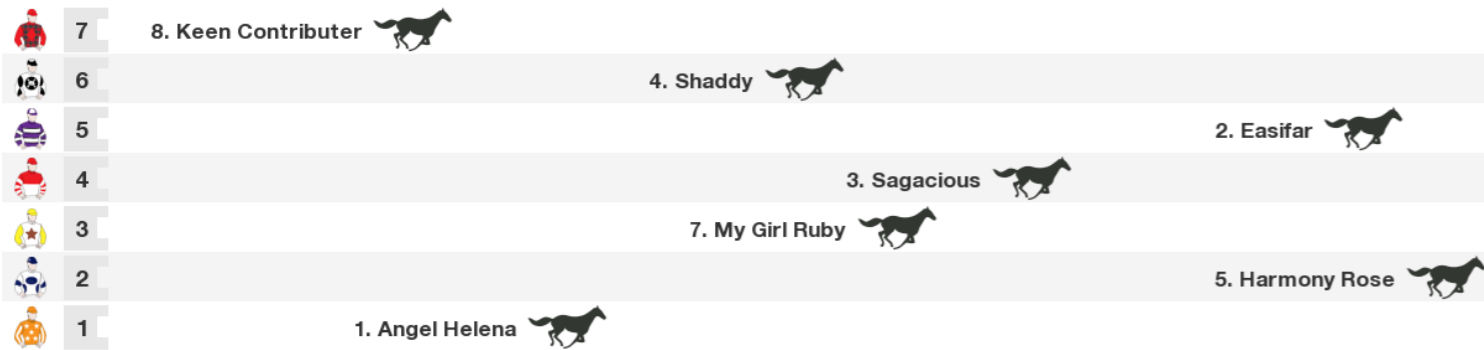 7 8. Keen Contributer
6 4. Shaddy
5 2. Easifar
4 3. Sagacious
3 7. My Girl Ruby
2 5. Harmony Rose
1 1. Angel Helena